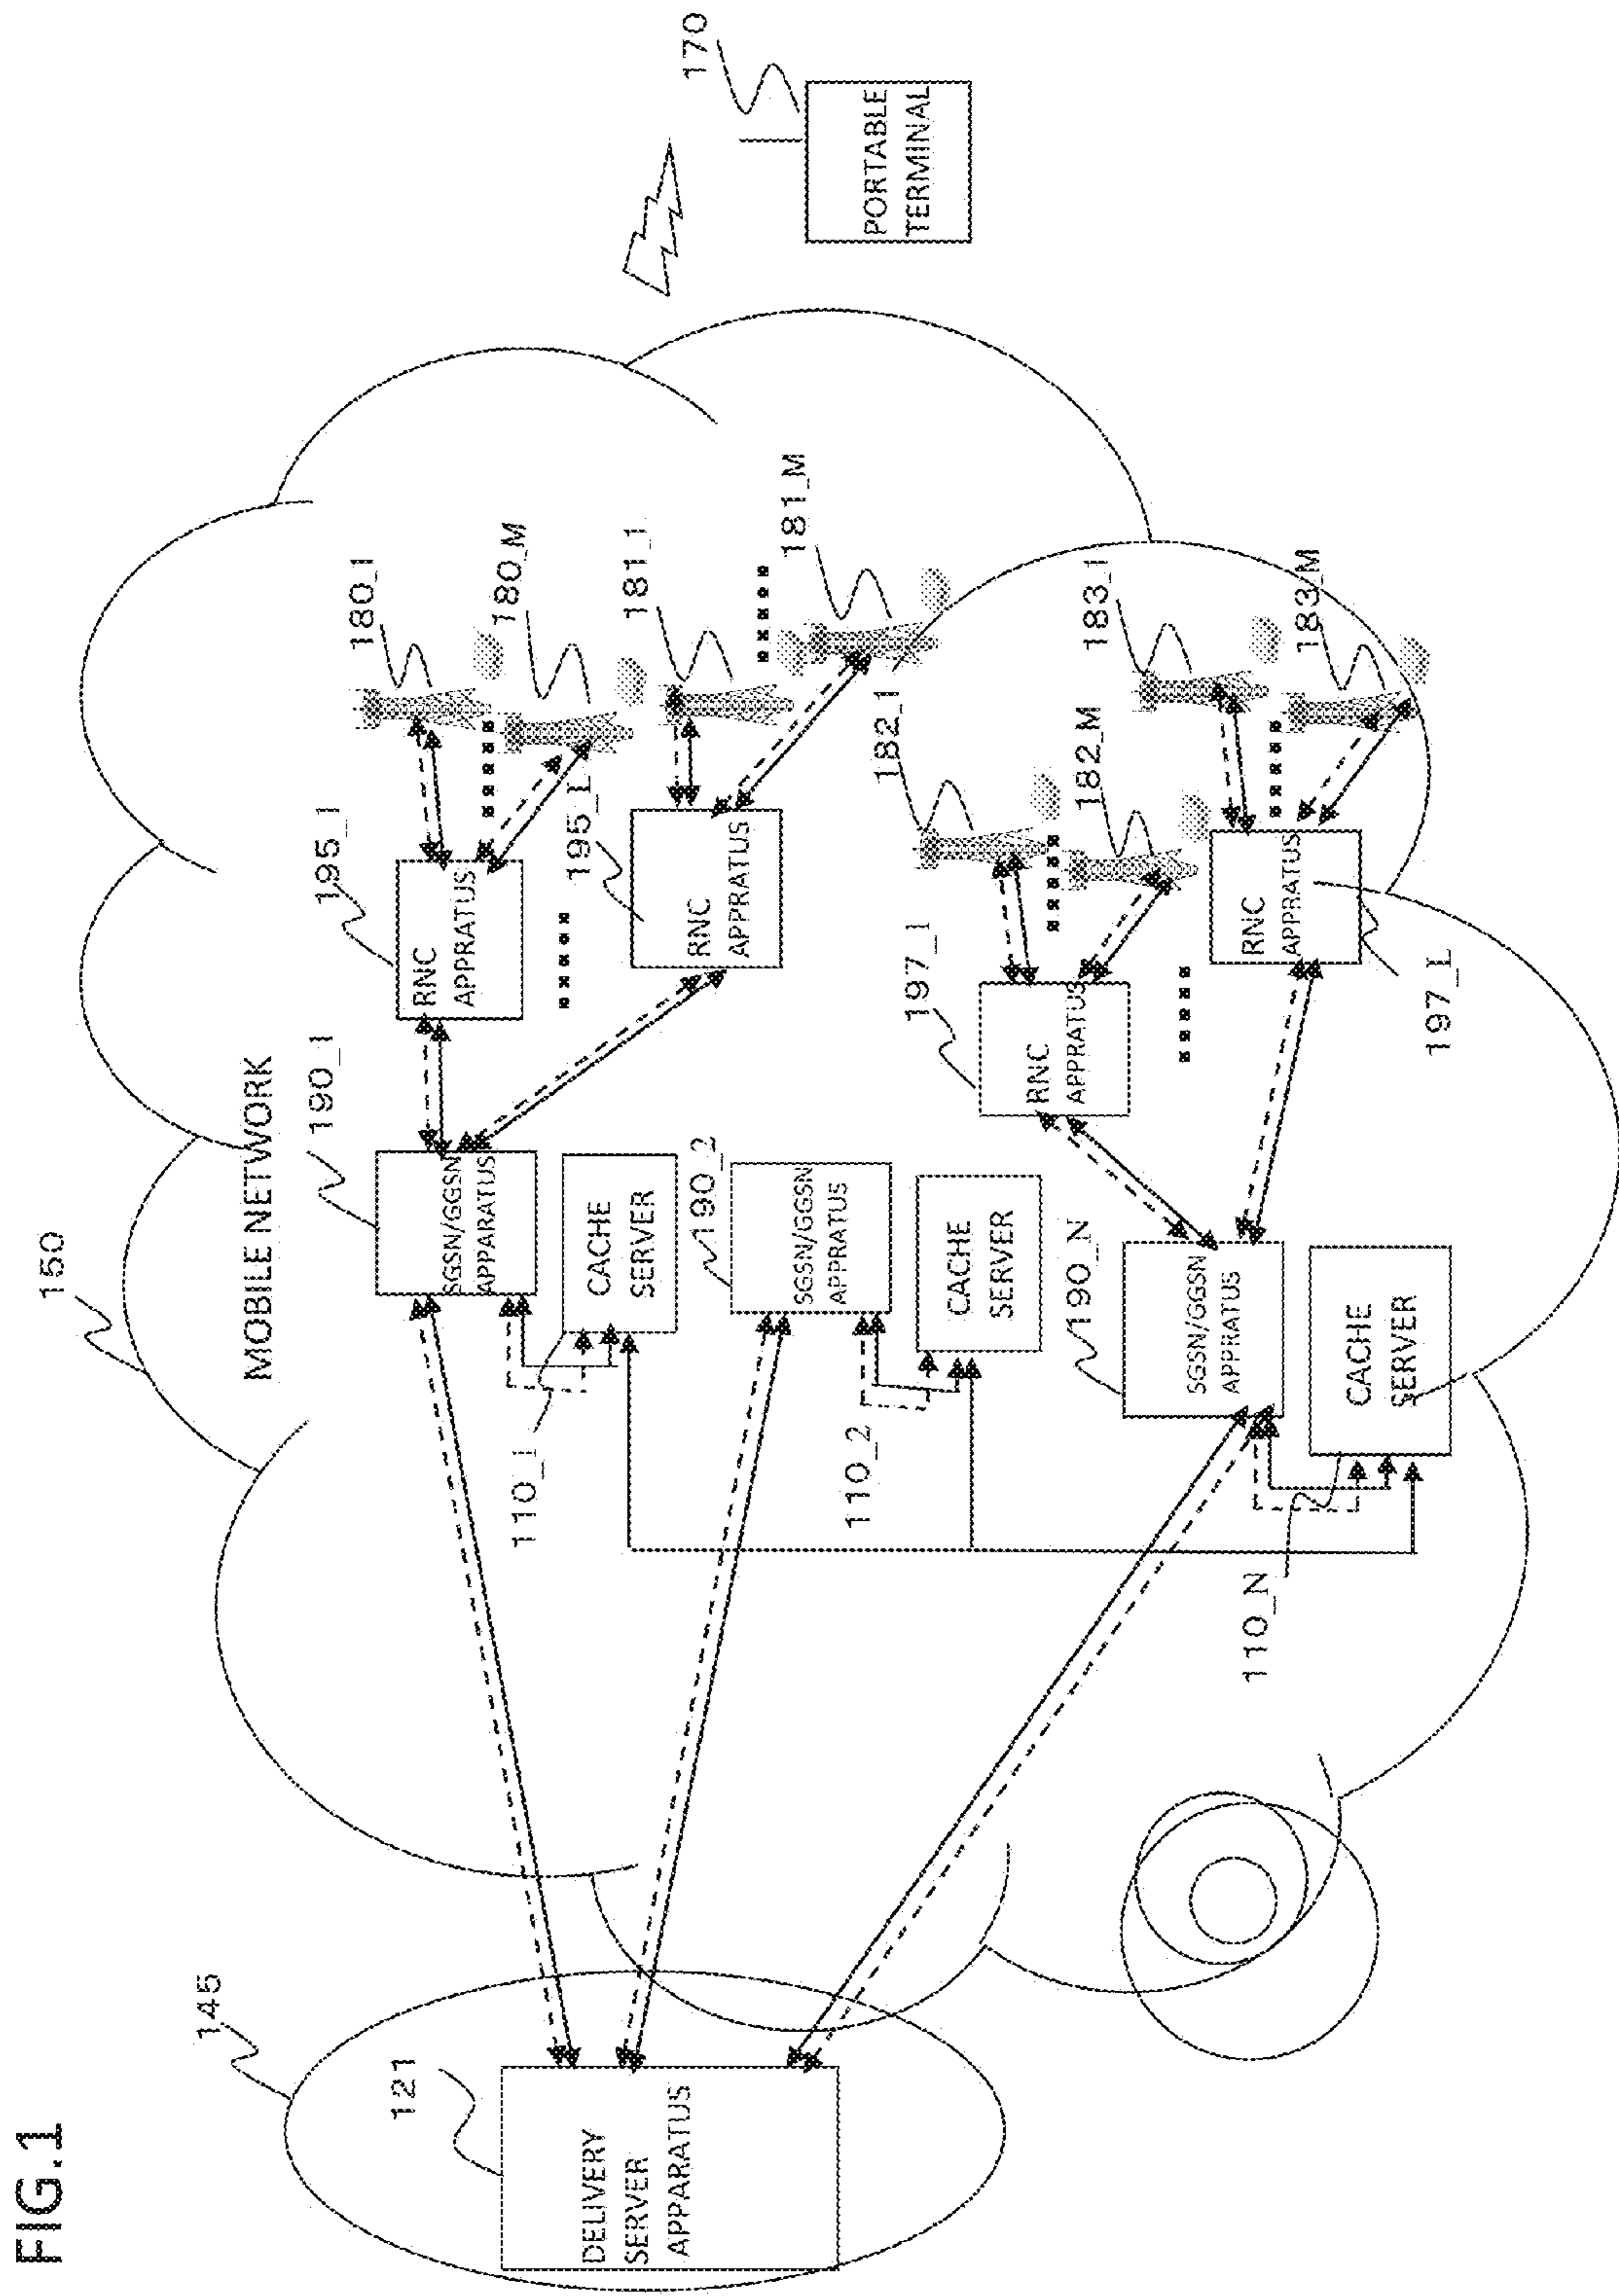 FIG.1
145
121
DELIVERY
SERVER
APPARATUS
150
MOBILE NETWORK
190_1
SGSN/GGSN
APPARATUS
110_1
CACHE
SERVER
190_2
SGSN/GGSN
APPRATUS
110_2
CACHE
SERVER
190_N
SGSN/GGSN
APPRATUS
110_N
CACHE
SERVER
195_1
RNC
APPRATUS
195_L
RNC
APPRATUS
197_1
RNC
APPRATUS
197_L
RNC
APPRATUS
180_1
180_M
181_1
181_M
182_1
182_M
183_1
183_M
170
PORTABLE
TERMINAL